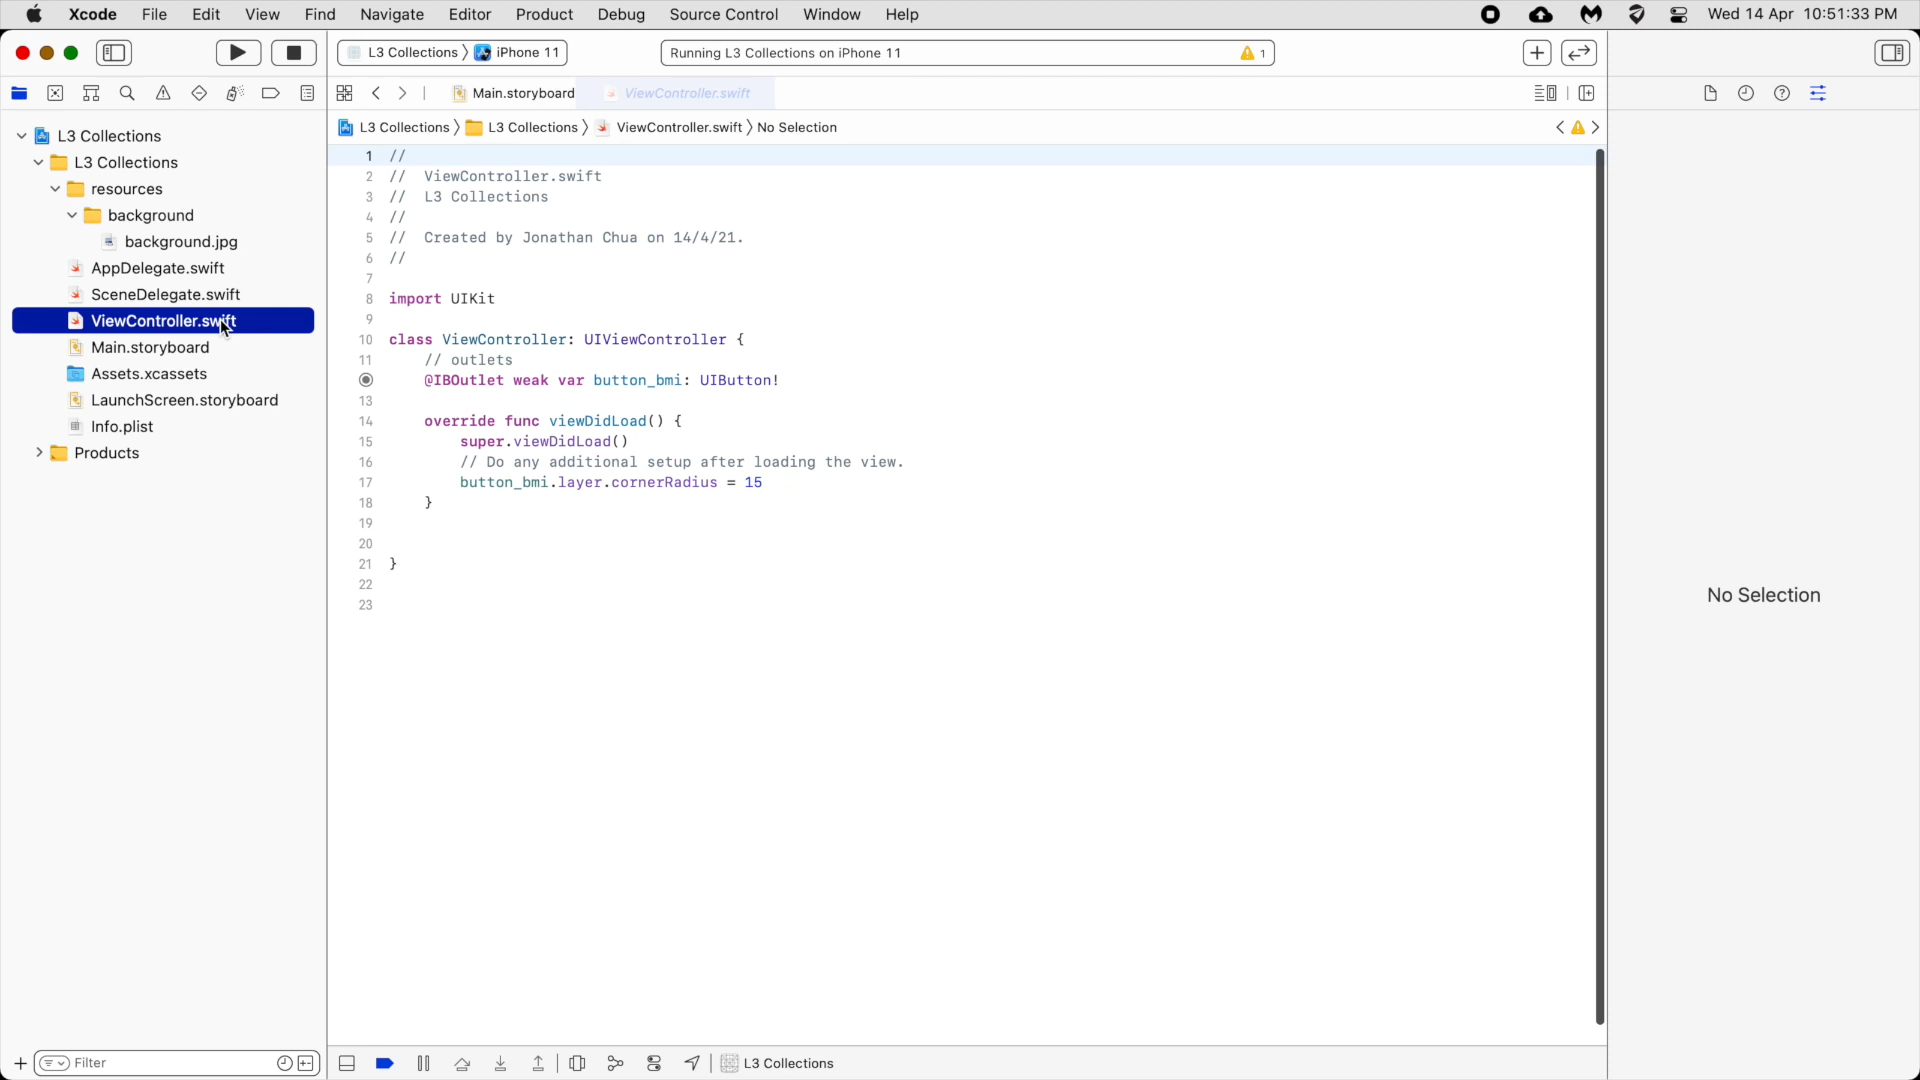 Xcode File Edit View Find Navigate Editor Product Debug Source Control Window Help Wed 14 Apr 10:51:33 PM
L3 Collections iPhone 11 Running L3 Collections on iPhone 11 1
Main.storyboard ViewController.swift
L3 Collections L3 Collections ViewController.swift No Selection
L3 Collections
L3 Collections
resources
background
background.jpg
AppDelegate.swift
SceneDelegate.swift
ViewController.swift
Main.storyboard
Assets.xcassets
LaunchScreen.storyboard
Info.plist
Products
1 //
2 // ViewController.swift
3 // L3 Collections
4 //
5 // Created by Jonathan Chua on 14/4/21.
6 //
7
8 import UIKit
9
10 class ViewController: UIViewController {
11 // outlets
@IBOutlet weak var button_bmi: UIButton!
13
14 override func viewDidLoad() {
15 super.viewDidLoad()
16 // Do any additional setup after loading the view.
17 button_bmi.layer.cornerRadius = 15
18 }
19
20
21 }
22
23
No Selection
Filter
L3 Collections